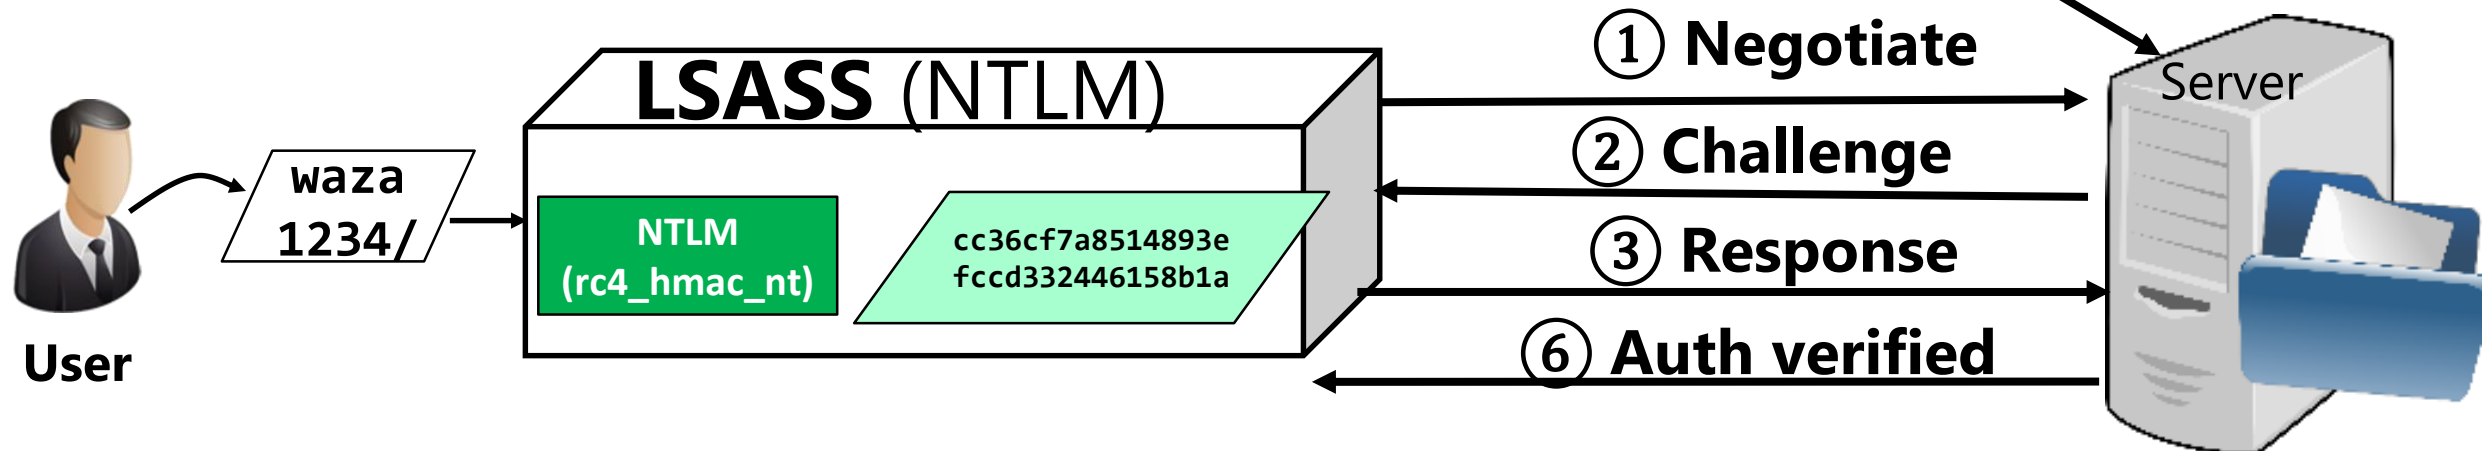 ① Negotiate
Server
LSASS (NTLM)
② Challenge
waza
1234/
NTLM
(rc4_hmac_nt)
cc36cf7a8514893e
fccd332446158b1a
③ Response
⑥ Auth verified
User